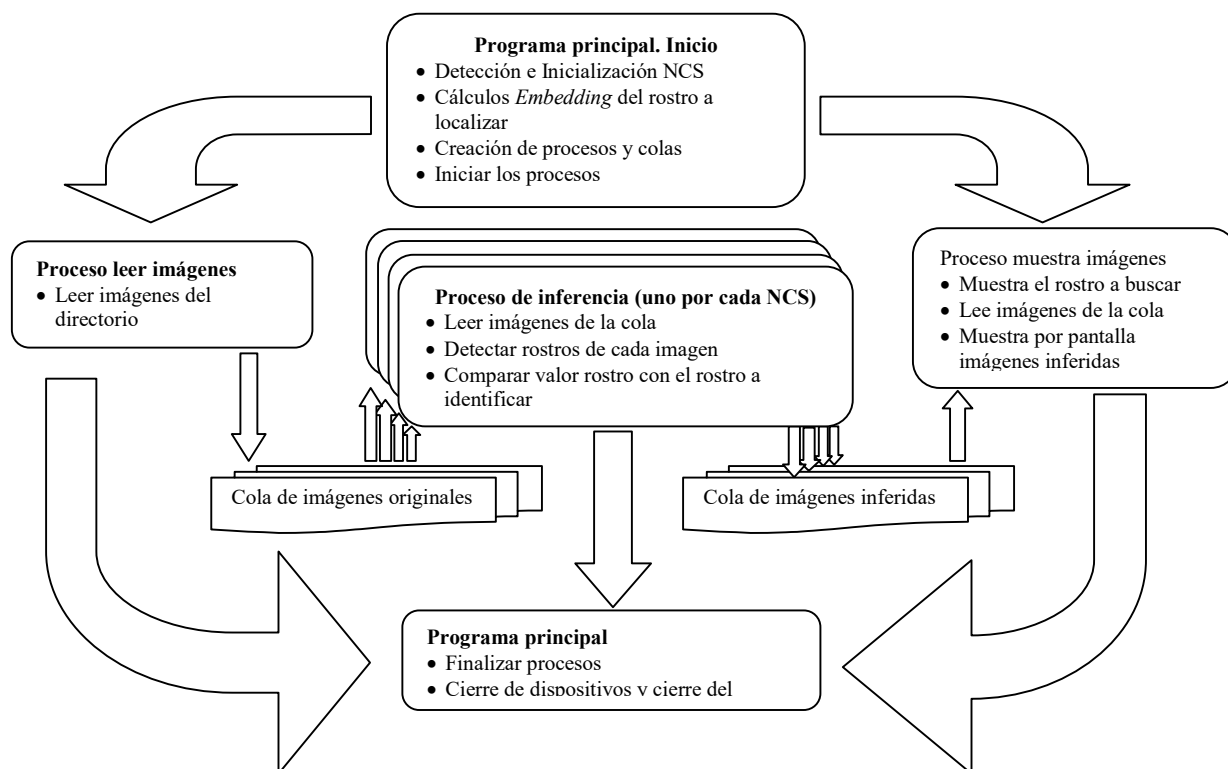 Programa principal. Inicio
• Detección e Inicialización NCS
• Cálculos Embedding del rostro a
localizar
• Creación de procesos y colas
• Iniciar los procesos
Proceso leer imágenes
• Leer imágenes del
directorio
Proceso de inferencia (uno por cada NCS)
• Leer imágenes de la cola
• Detectar rostros de cada imagen
• Comparar valor rostro con el rostro a
identificar
Proceso muestra imágenes
• Muestra el rostro a buscar
• Lee imágenes de la cola
• Muestra por pantalla
imágenes inferidas
Cola de imágenes originales
Cola de imágenes inferidas
Programa principal
• Finalizar procesos
• Cierre de dispositivos y cierre del